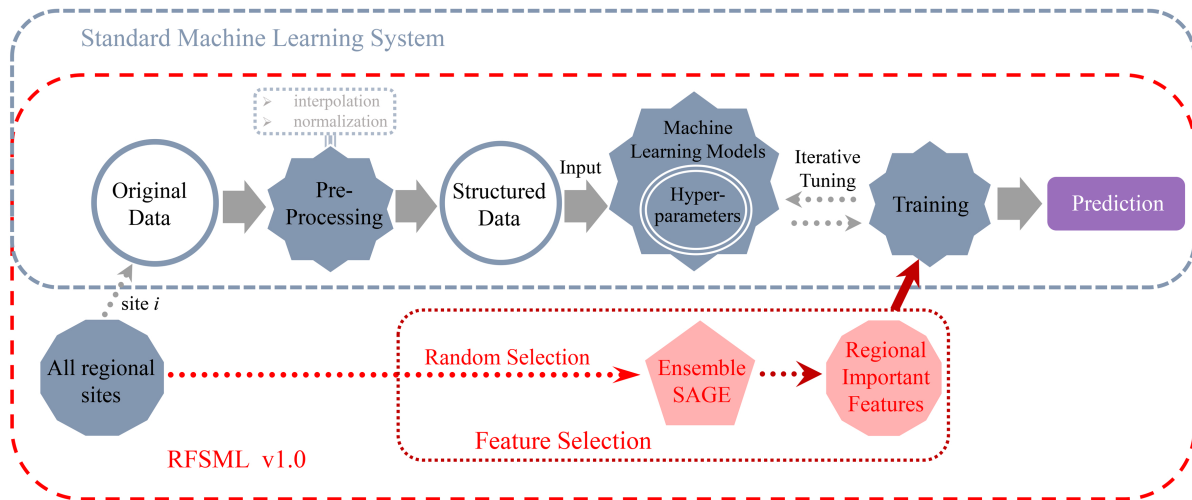 Standard Machine Learning System
➢ interpolation
➢ normalization
Original
Data
Pre-
Processing
Structured
Data
Input
Machine
Learning Models
Hyper-
parameters
Iterative
Tuning
Training
Prediction
site i
All regional
sites
Random Selection
Ensemble
SAGE
Regional
Important
Features
Feature Selection
RFSML v1.0